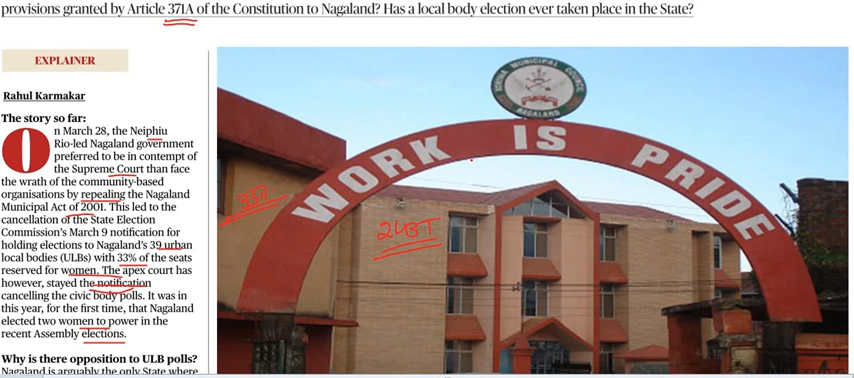 provisions granted by Article 371A of the Constitution to Nagaland? Has a local body election ever taken place in the State?
EXPLAINER
Rahul Karmakar
The story so far:
On March 28, the Neiphiu
Rio-led Nagaland government
preferred to be in contempt of
the Supreme Court than face
the wrath of the community-based
organisations by repealing the Nagaland
Municipal Act of 2001. This led to the
cancellation of the State Election
Commission's March 9 notification for
holding elections to Nagaland's 39 urban
local bodies (ULBs) with 33% of the seats
reserved for women. The apex court has
however, stayed the notification
cancelling the civic body polls. It was in
this year, for the first time, that Nagaland
elected two women to power in the
recent Assembly elections.
Why is there opposition to ULB polls?
Nagaland is arguably the only State where
KOHIMA MUNICIPAL COUNCIL
NAGALAND
WORK IS PRIDE
243T